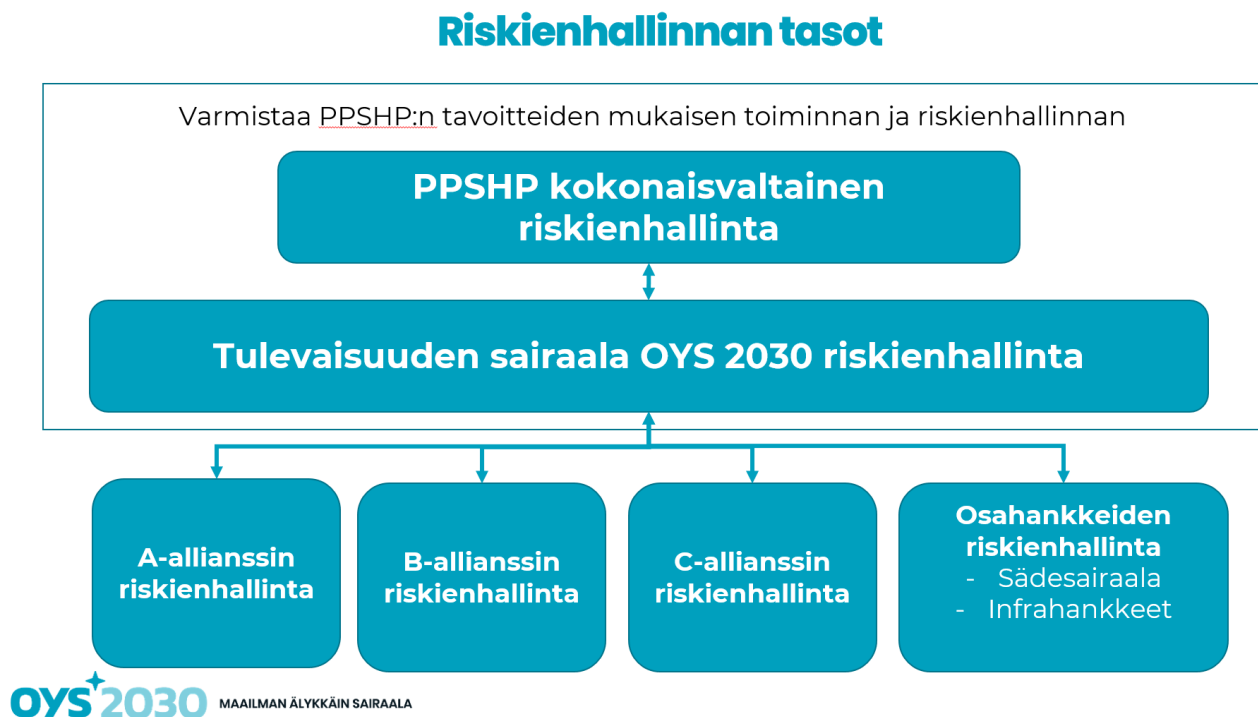 Riskienhallinnan tasot
Varmistaa PPSHP:n tavoitteiden mukaisen toiminnan ja riskienhallinnan
PPSHP kokonaisvaltainen
riskienhallinta
Tulevaisuuden sairaala OYS 2030 riskienhallinta
A-allianssin
riskienhallinta
B-allianssin
riskienhallinta
C-allianssin
riskienhallinta
Osahankkeiden
riskienhallinta
- Sädesairaala
- Infrahankkeet
OYS 2030 MAAILMAN ÄLYKKÄIN SAIRAALA